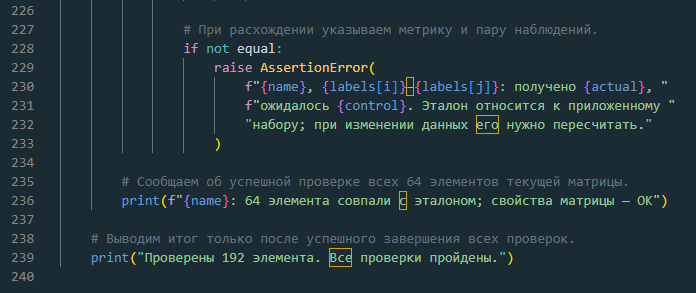 226
227 # При расхождении указываем метрику и пару наблюдений.
228 if not equal:
229 raise AssertionError(
230 f"{name}, {labels[i]}–{labels[j]}: получено {actual}, "
231 f"ожидалось {control}. Эталон относится к приложенному "
232 "набору; при изменении данных его нужно пересчитать."
233 )
234
235 # Сообщаем об успешной проверке всех 64 элементов текущей матрицы.
236 print(f"{name}: 64 элемента совпали с эталоном; свойства матрицы — OK")
237
238 # Выводим итог только после успешного завершения всех проверок.
239 print("Проверены 192 элемента. Все проверки пройдены.")
240